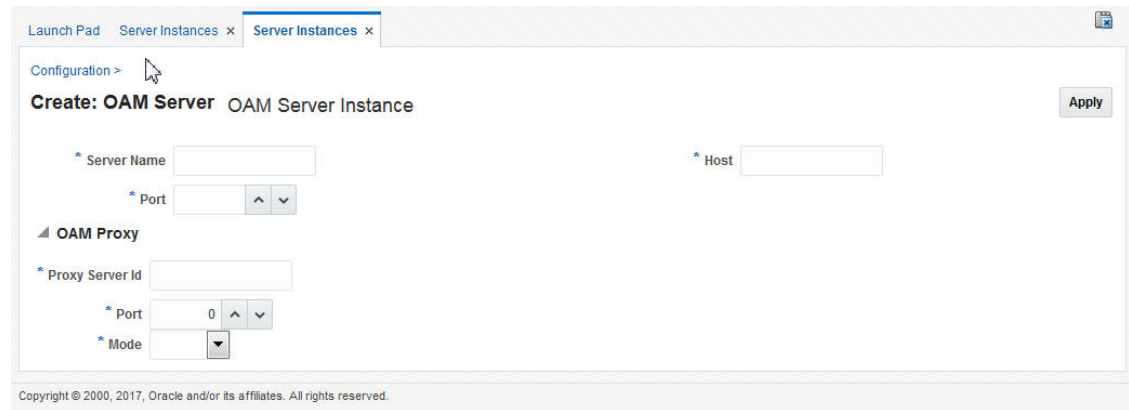 Launch Pad Server Instances × Server Instances ×
Configuration >
Create: OAM Server OAM Server Instance Apply
* Server Name * Host
* Port
OAM Proxy
* Proxy Server Id
* Port 0
* Mode
Copyright © 2000, 2017, Oracle and/or its affiliates. All rights reserved.